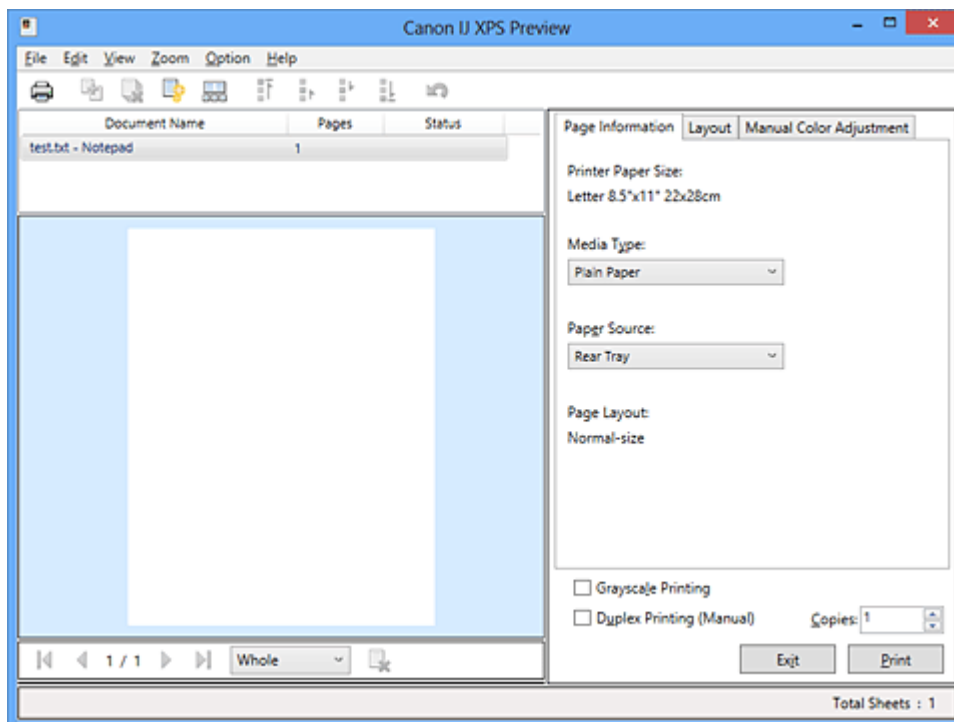 Canon IJ XPS Preview
File Edit View Zoom Option Help
Document Name Pages Status
test.txt - Notepad 1
Page Information Layout Manual Color Adjustment
Printer Paper Size:
Letter 8.5"x11" 22x28cm
Media Type:
Plain Paper
Paper Source:
Rear Tray
Page Layout:
Normal-size
Grayscale Printing
Duplex Printing (Manual) Copies: 1
1 / 1 Whole
Exit Print
Total Sheets : 1